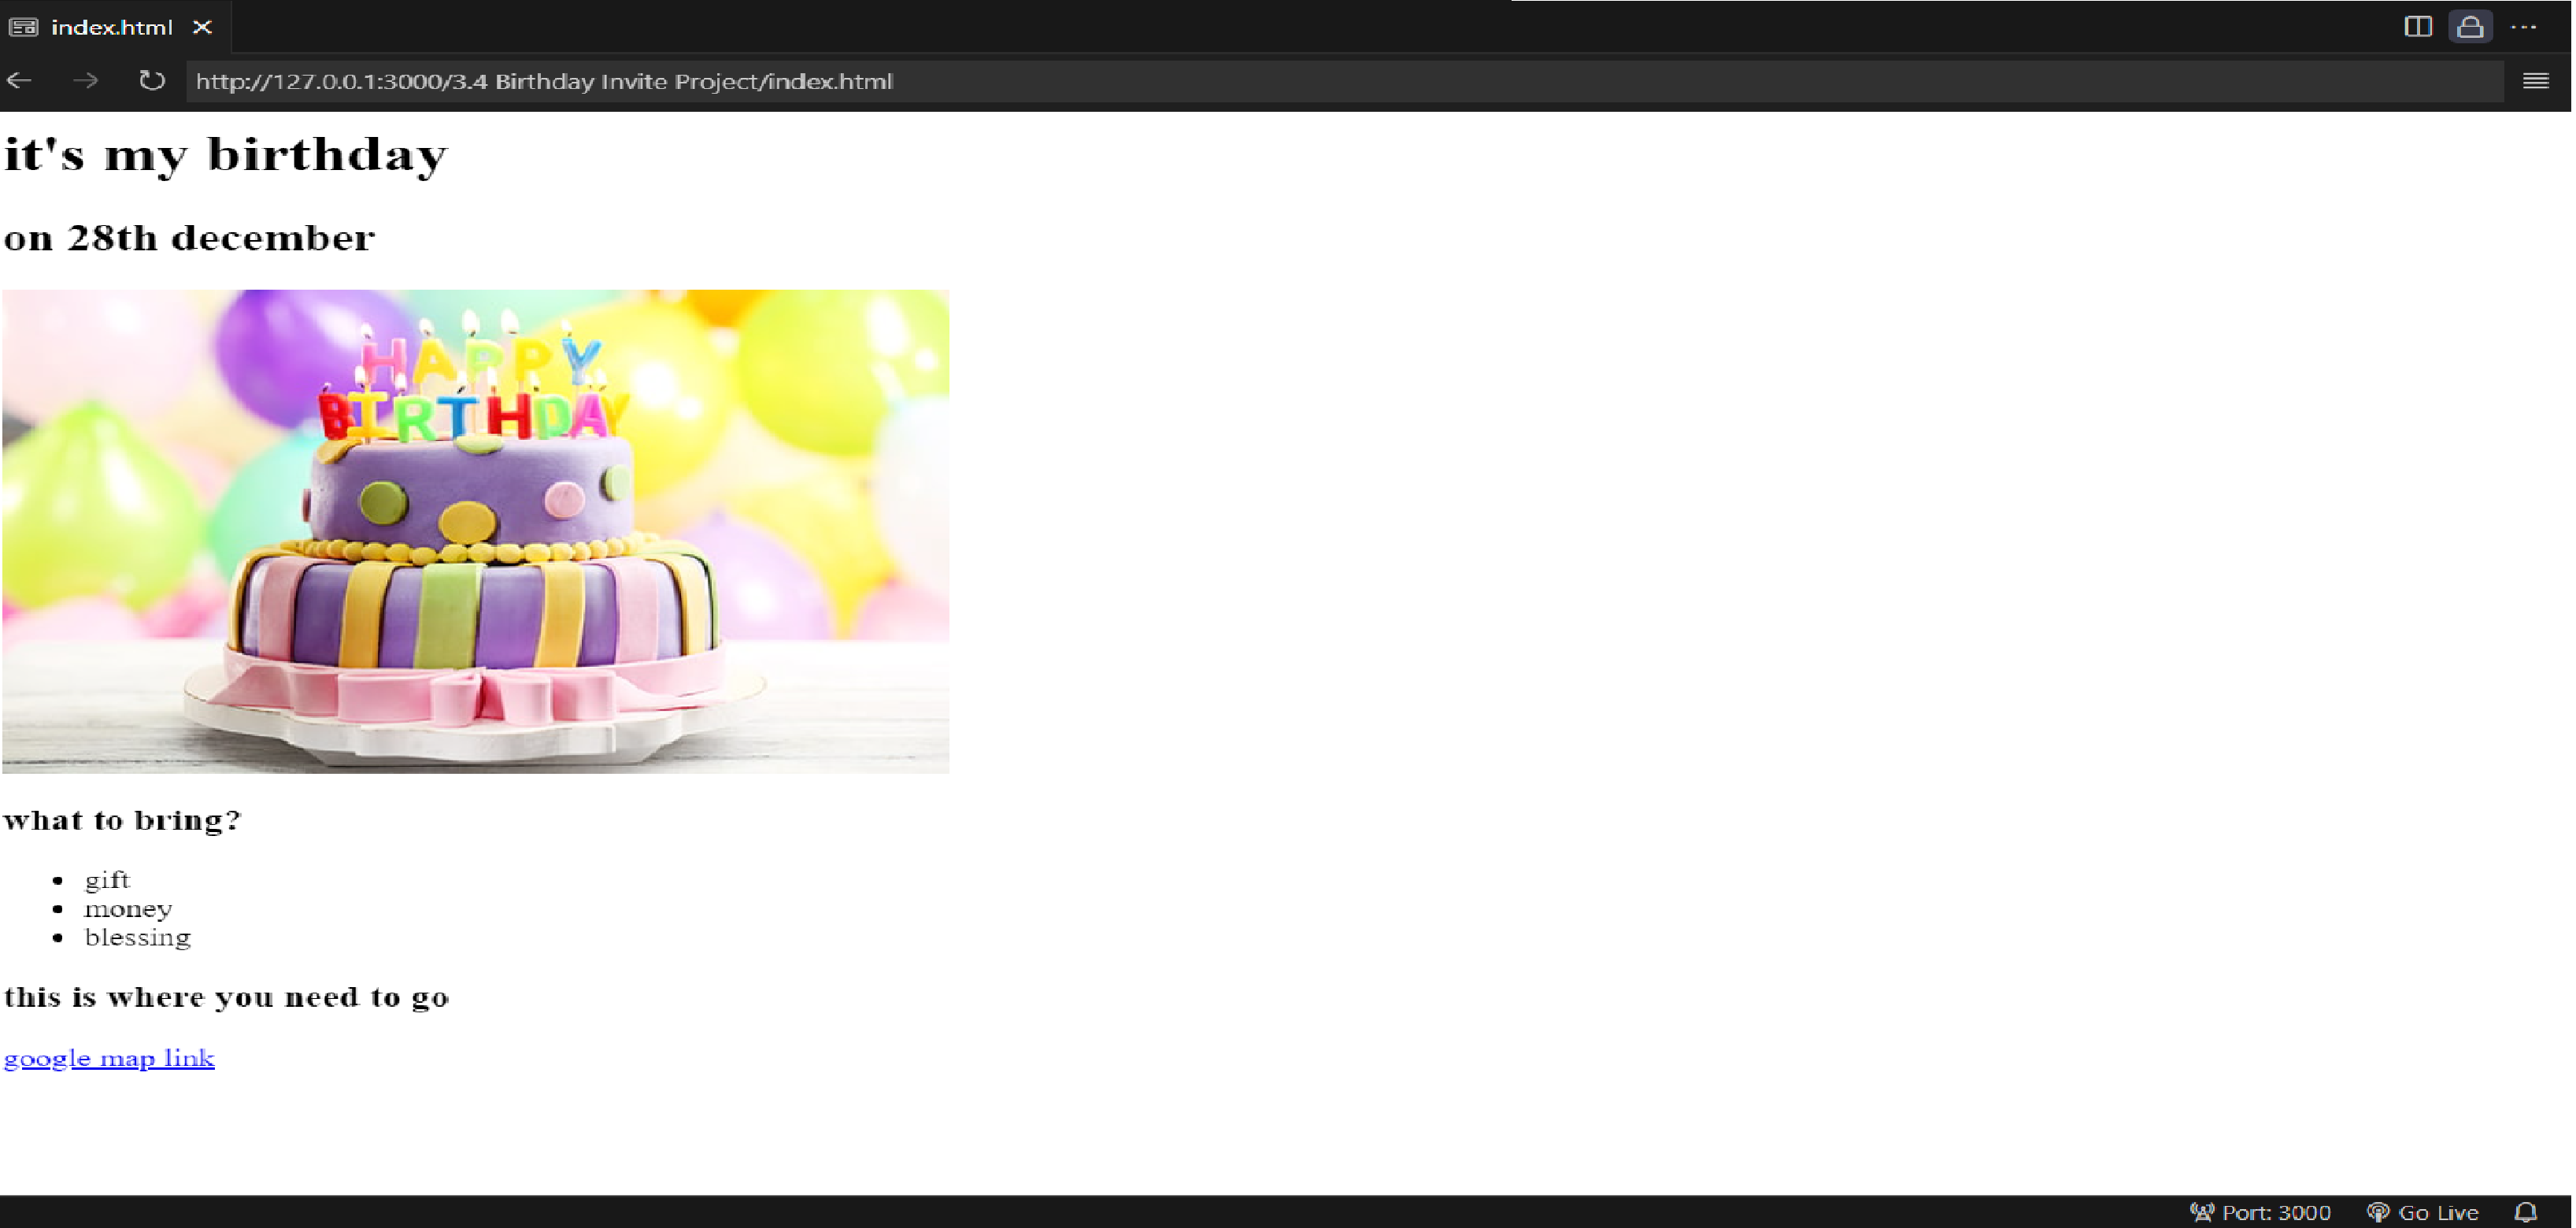 index.html
http://127.0.0.1:3000/3.4 Birthday Invite Project/index.html
it's my birthday
on 28th december
HAPPY
BIRTHDAY
what to bring?
gift
money
blessing
this is where you need to go
google map link
Port: 3000 Go Live